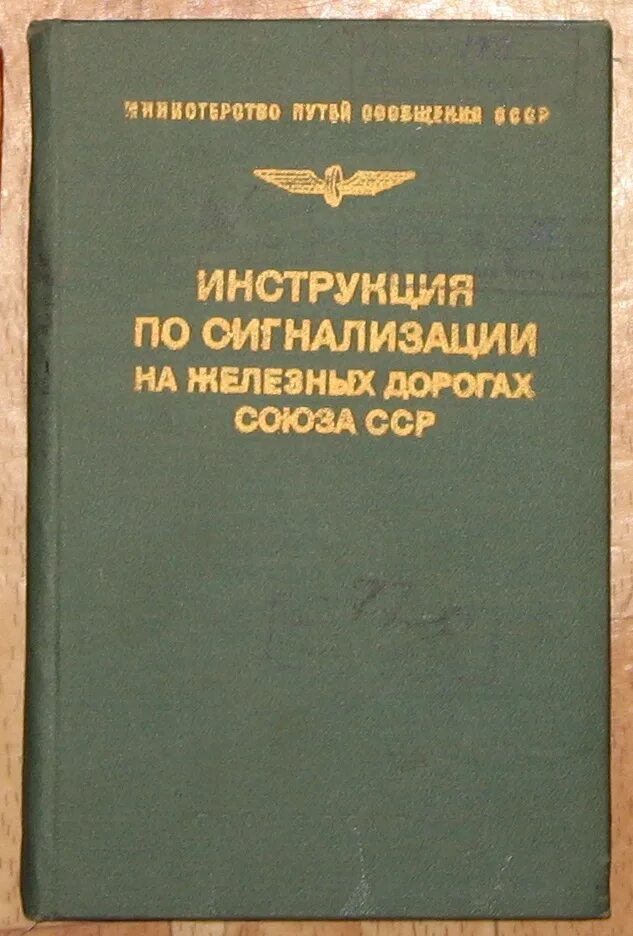 МИНИСТЕРСТВО ПУТЕЙ СООБЩЕНИЯ СССР
ИНСТРУКЦИЯ
ПО СИГНАЛИЗАЦИИ
НА ЖЕЛЕЗНЫХ ДОРОГАХ
СОЮЗА ССР